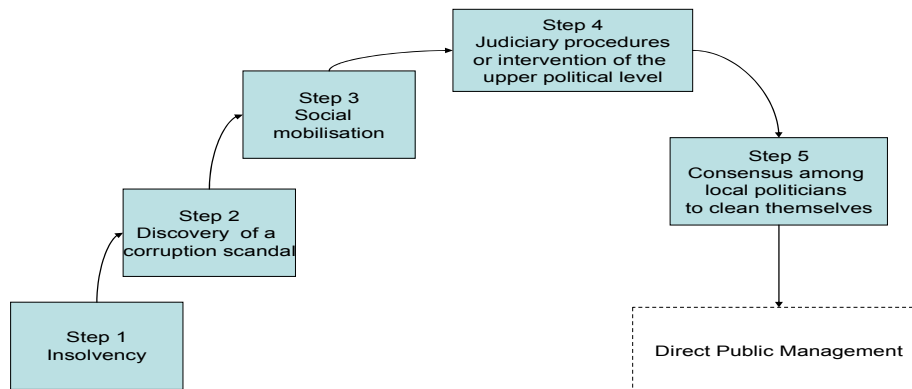 Step 1
Insolvency
Step 2
Discovery of a
corruption scandal
Step 3
Social
mobilisation
Step 4
Judiciary procedures
or intervention of the
upper political level
Step 5
Consensus among
local politicians
to clean themselves
Direct Public Management